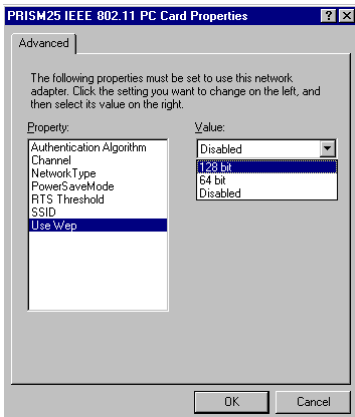 PRISM25 IEEE 802.11 PC Card Properties
Advanced
The following properties must be set to use this network
adapter. Click the setting you want to change on the left, and
then select its value on the right.
Property:
Authentication Algorithm
Channel
NetworkType
PowerSaveMode
RTS Threshold
SSID
Use Wep
Value:
Disabled
128 bit
64 bit
Disabled
OK
Cancel